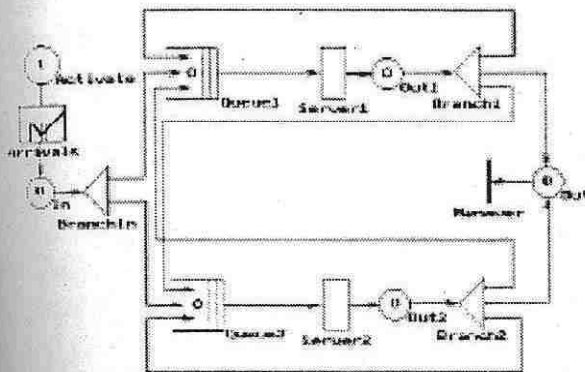 1
Activate
0
Queue1
Server1
0
Out1
Branch1
Arrivals
0
In
BranchIn
0
Out
0
Server2
0
Out2
Branch2